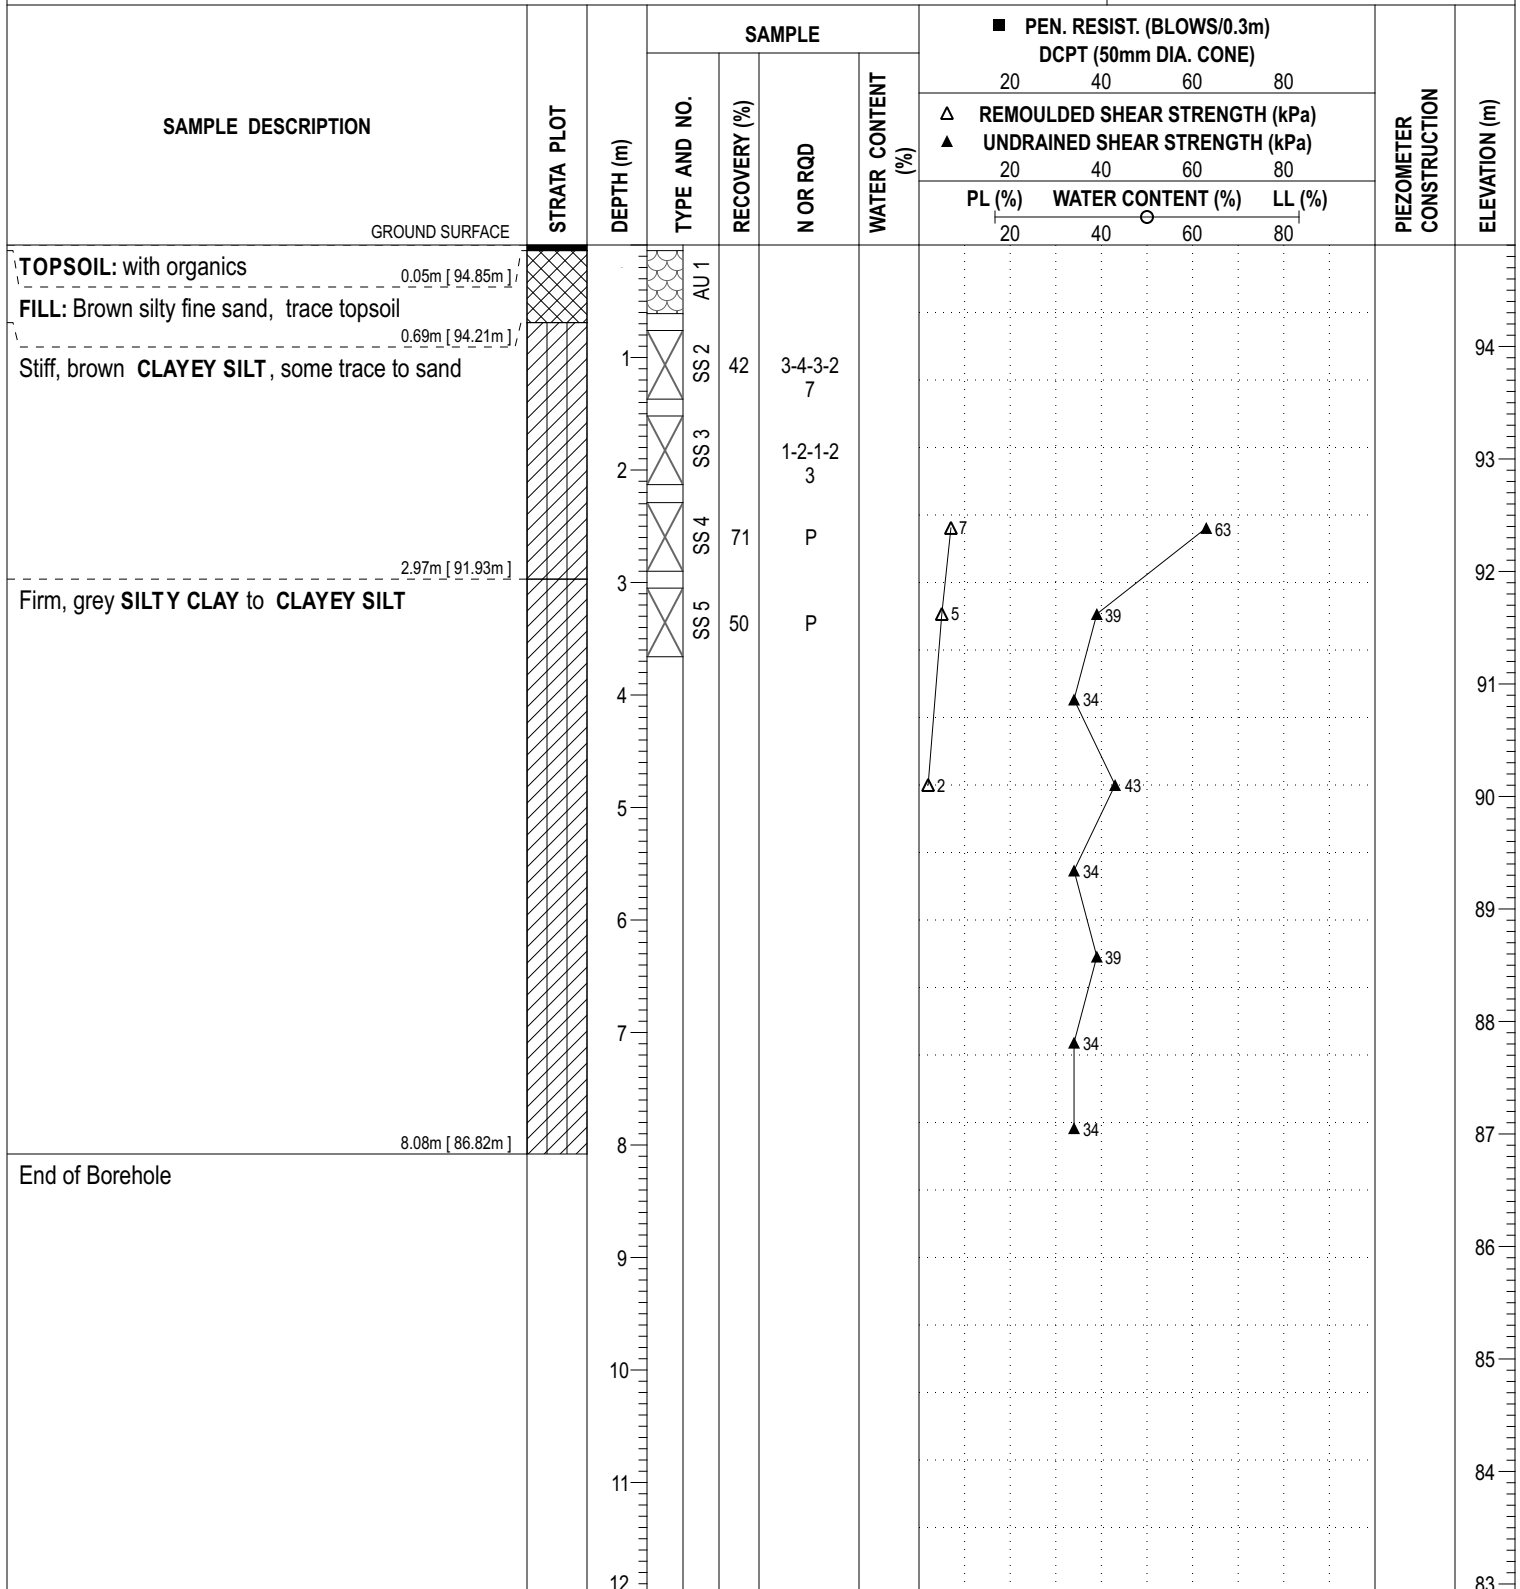 SAMPLE DESCRIPTION
GROUND SURFACE
STRATA PLOT
DEPTH (m)
SAMPLE
TYPE AND NO.
RECOVERY (%)
N OR RQD
WATER CONTENT
(%)
■ PEN. RESIST. (BLOWS/0.3m)
DCPT (50mm DIA. CONE)
20 40 60 80
△ REMOULDED SHEAR STRENGTH (kPa)
▲ UNDRAINED SHEAR STRENGTH (kPa)
20 40 60 80
PL (%) WATER CONTENT (%) LL (%)
20 40 60 80
PIEZOMETER
CONSTRUCTION
ELEVATION (m)
TOPSOIL: with organics
0.05m [ 94.85m ]
FILL: Brown silty fine sand, trace topsoil
0.69m [ 94.21m ]
Stiff, brown CLAYEY SILT, some trace to sand
2.97m [ 91.93m ]
Firm, grey SILTY CLAY to CLAYEY SILT
8.08m [ 86.82m ]
End of Borehole
1
2
3
4
5
6
7
8
9
10
11
12
AU 1
SS 2
42
3-4-3-2
7
SS 3
1-2-1-2
3
SS 4
71
P
SS 5
50
P
7
5
2
63
39
34
43
34
39
34
34
94
93
92
91
90
89
88
87
86
85
84
83